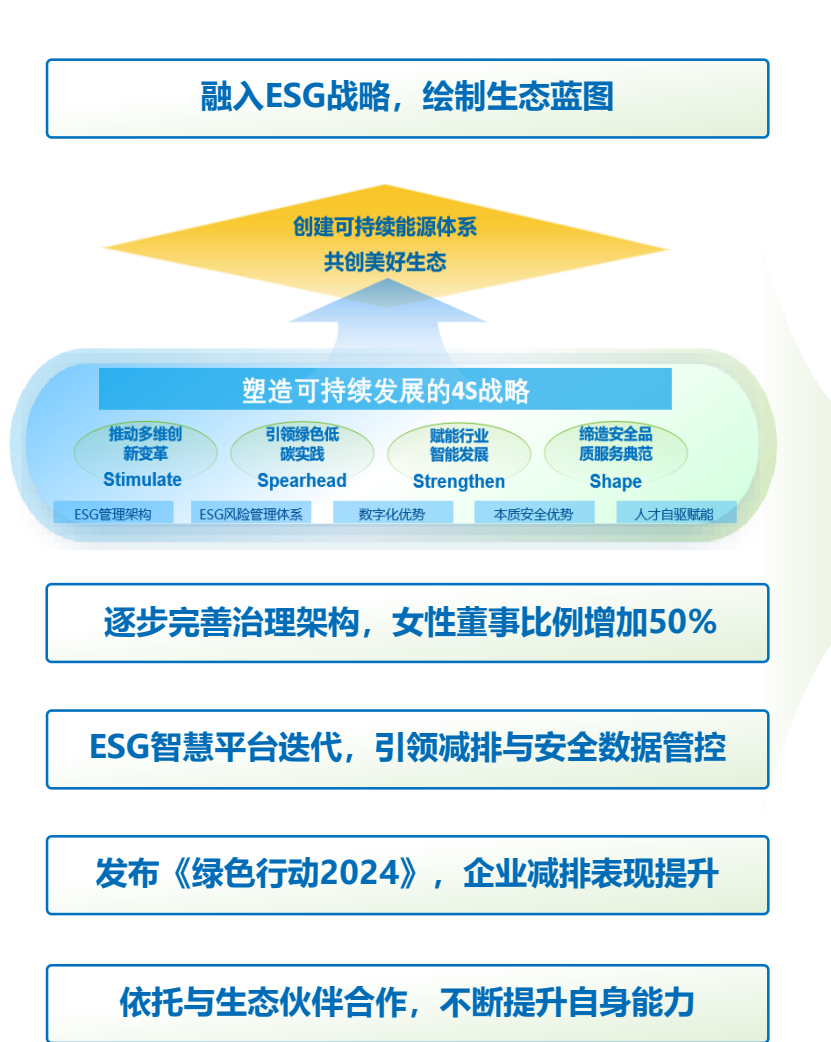 融入ESG战略，绘制生态蓝图
创建可持续能源体系
共创美好生态
塑造可持续发展的4S战略
推动多维创
新变革
Stimulate
引领绿色低
碳实践
Spearhead
赋能行业
智能发展
Strengthen
缔造安全品
质服务典范
Shape
ESG管理架构
ESG风险管理体系
数字化优势
本质安全优势
人才自驱赋能
逐步完善治理架构，女性董事比例增加50%
ESG智慧平台迭代，引领减排与安全数据管控
发布《绿色行动2024》，企业减排表现提升
依托与生态伙伴合作，不断提升自身能力